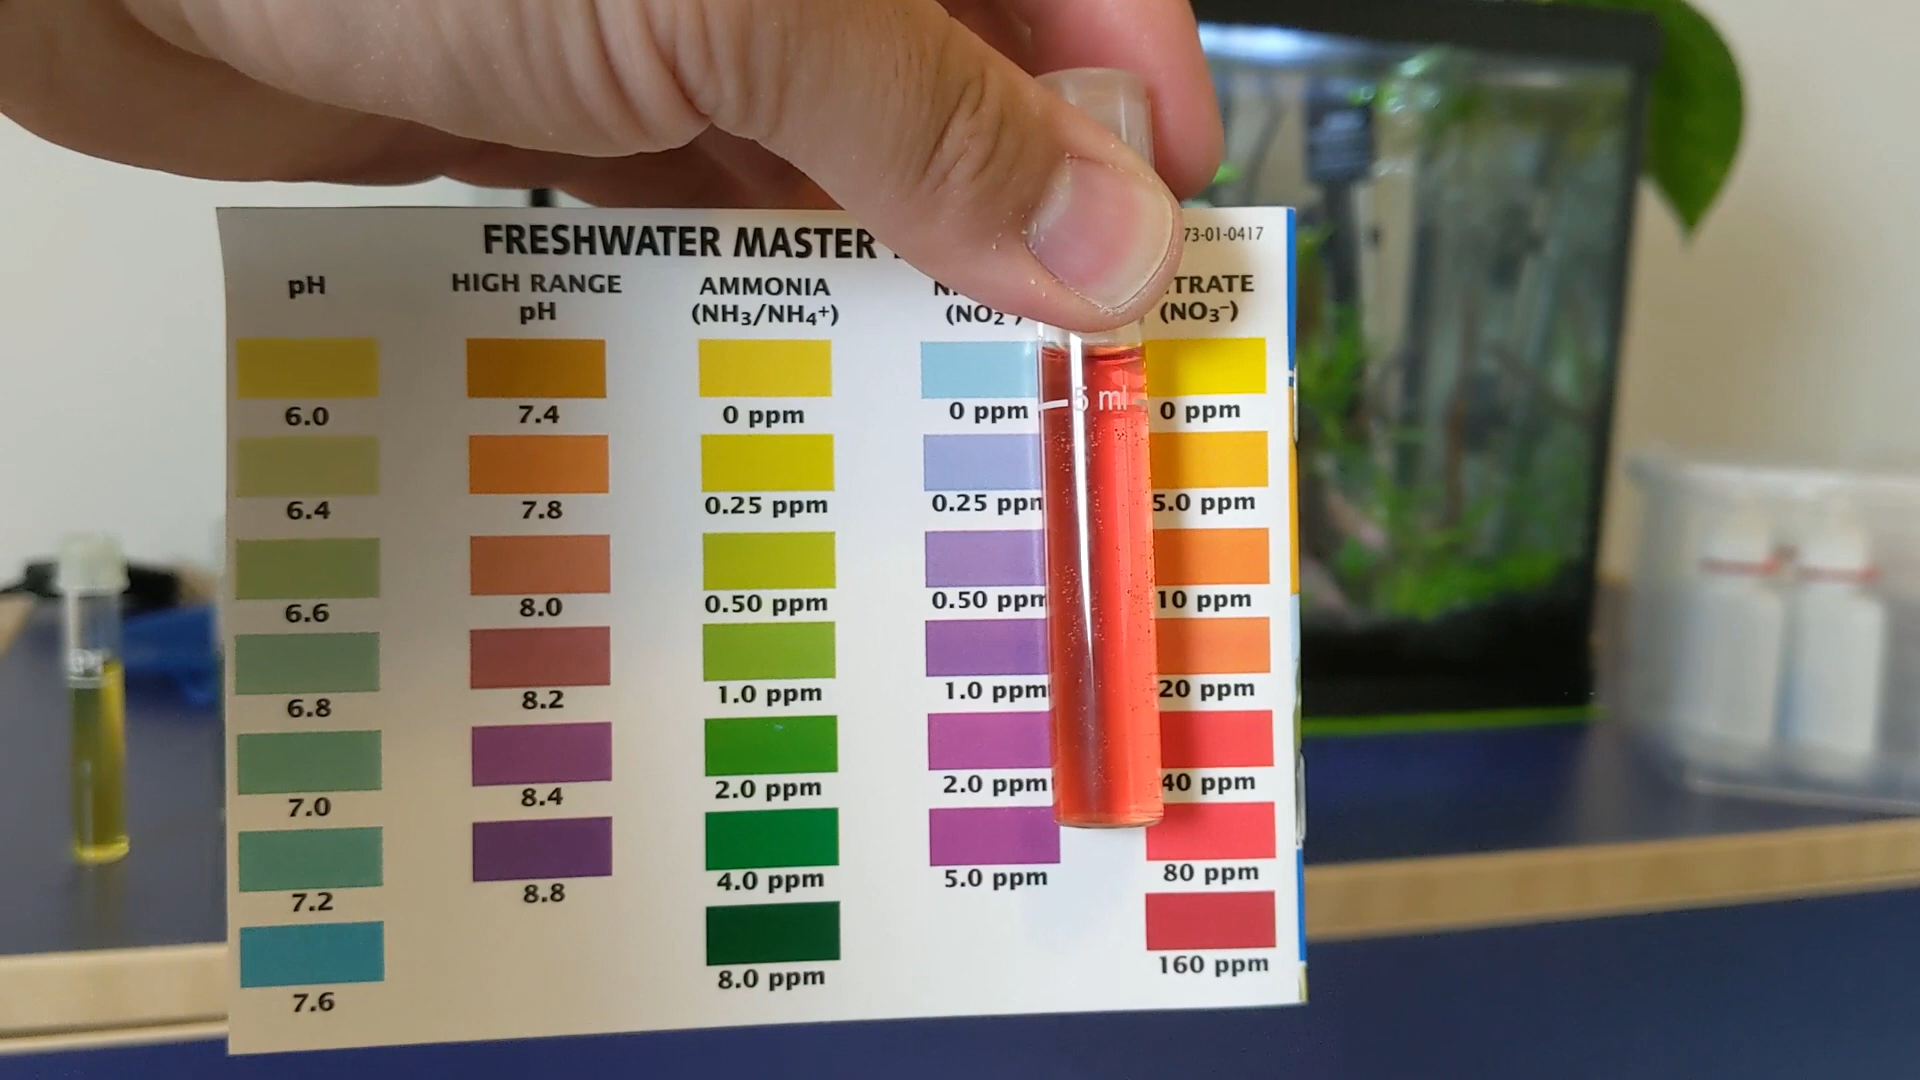 FRESHWATER MASTER
73-01-0417
pH
HIGH RANGE
pH
AMMONIA
(NH₃/NH₄⁺)
(NO₂
TRATE
(NO₃⁻)
6.0
7.4
0 ppm
0 ppm
5 ml
0 ppm
6.4
7.8
0.25 ppm
0.25 ppm
5.0 ppm
6.6
8.0
0.50 ppm
0.50 ppm
10 ppm
6.8
8.2
1.0 ppm
1.0 ppm
20 ppm
7.0
8.4
2.0 ppm
2.0 ppm
40 ppm
7.2
8.8
4.0 ppm
5.0 ppm
80 ppm
7.6
8.0 ppm
160 ppm